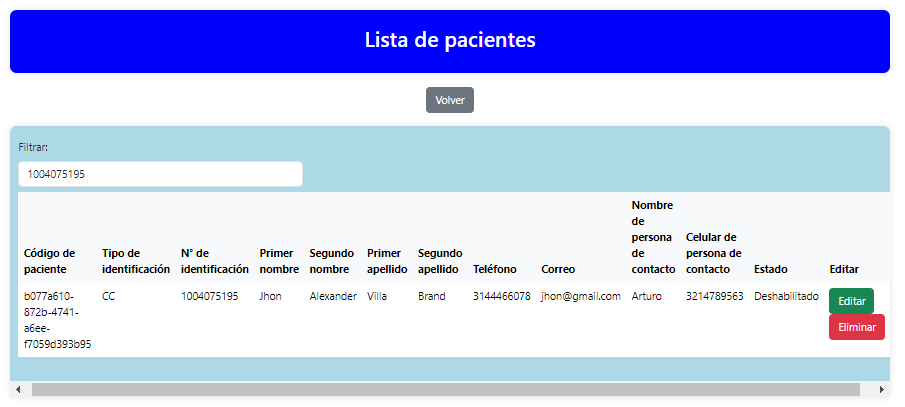 Lista de pacientes
Volver
Filtrar:
1004075195
Código de paciente Tipo de identificación N° de identificación Primer nombre Segundo nombre Primer apellido Segundo apellido Teléfono Correo Nombre de persona de contacto Celular de persona de contacto Estado Editar
b077a610-872b-4741-a6ee-f7059d393b95 CC 1004075195 Jhon Alexander Villa Brand 3144466078 jhon@gmail.com Arturo 3214789563 Deshabilitado Editar
Eliminar